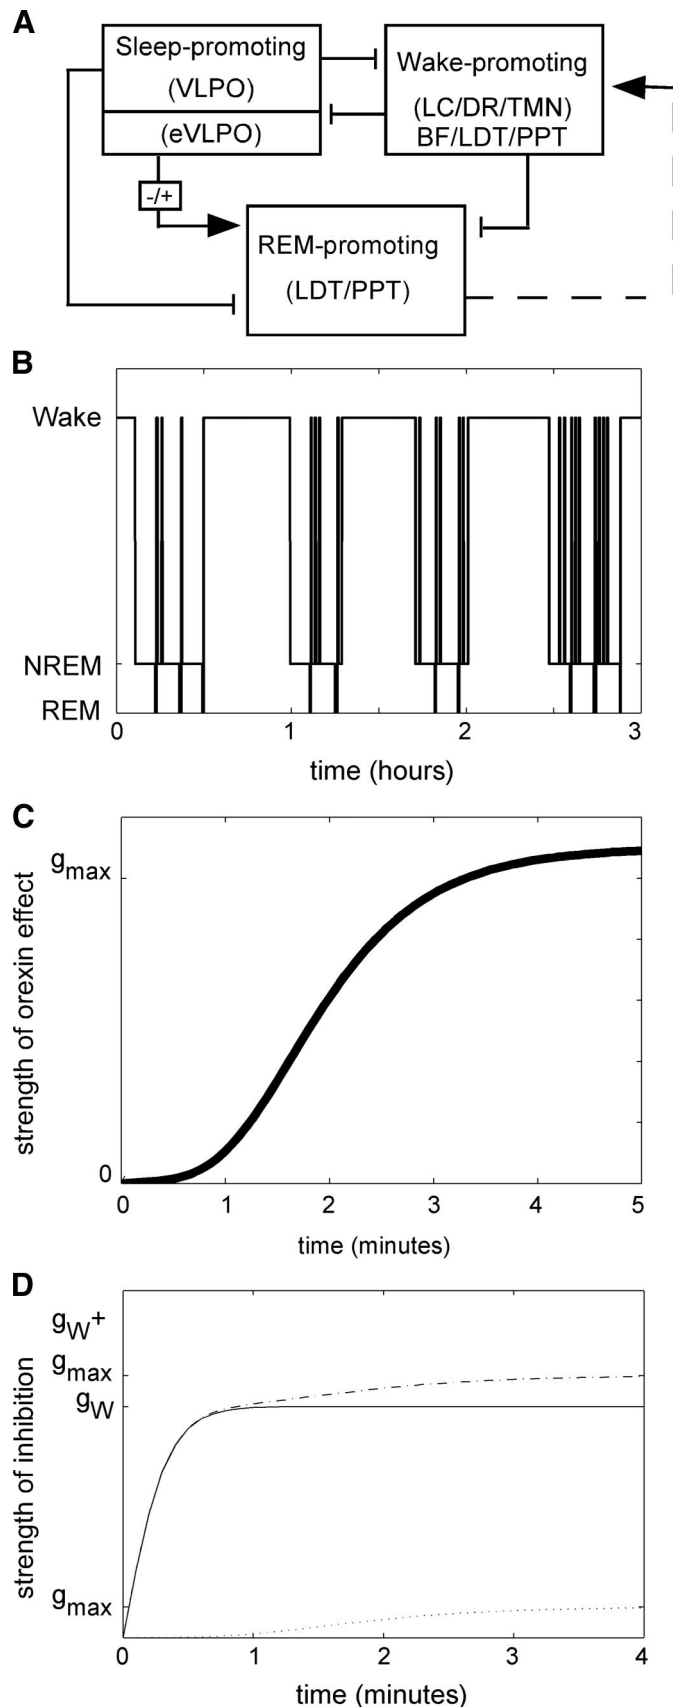 A
Sleep-promoting
(VLPO)
(eVLPO)
Wake-promoting
(LC/DR/TMN)
BF/LDT/PPT
-/+
REM-promoting
(LDT/PPT)
B
Wake
NREM
REM
0 1 2 3
time (hours)
C
gmax
strength of orexin effect
0
0 1 2 3 4 5
time (minutes)
D
gW+
gmax
gW
strength of inhibition
gmax
0 1 2 3 4
time (minutes)